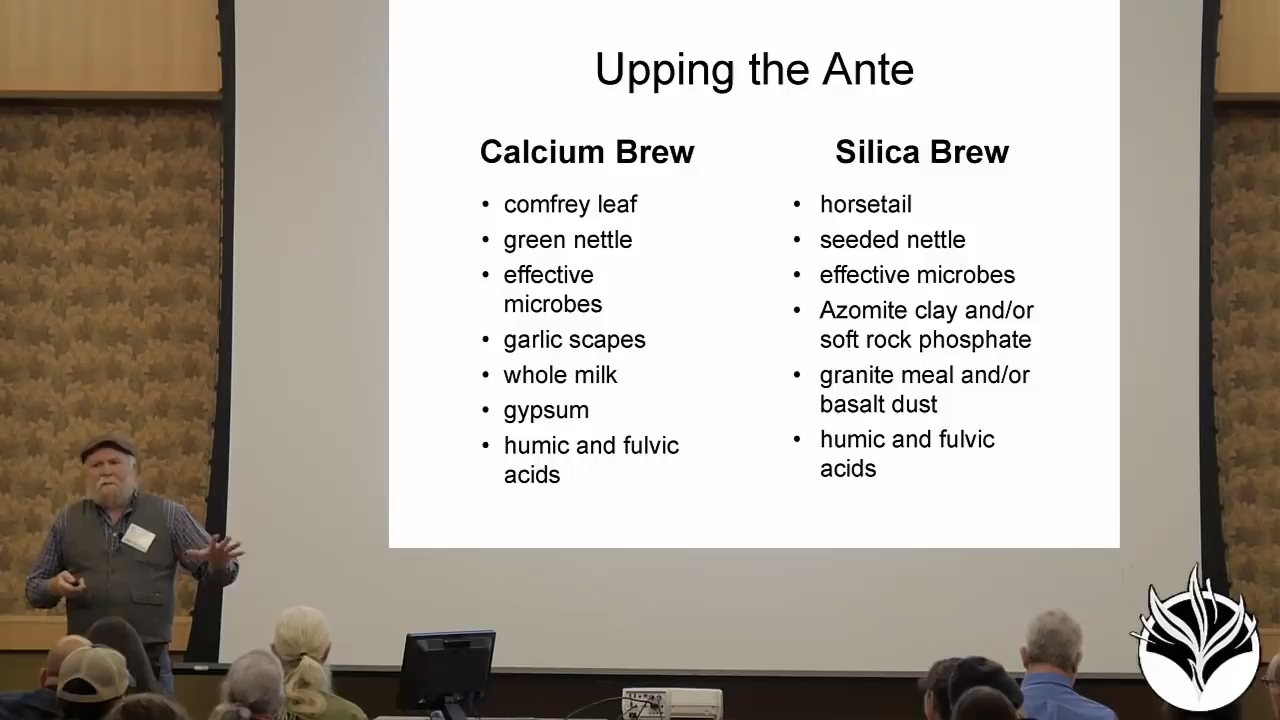 Upping the Ante
Calcium Brew
• comfrey leaf
• green nettle
• effective
microbes
• garlic scapes
• whole milk
• gypsum
• humic and fulvic
acids
Silica Brew
• horsetail
• seeded nettle
• effective microbes
• Azomite clay and/or
soft rock phosphate
• granite meal and/or
basalt dust
• humic and fulvic
acids